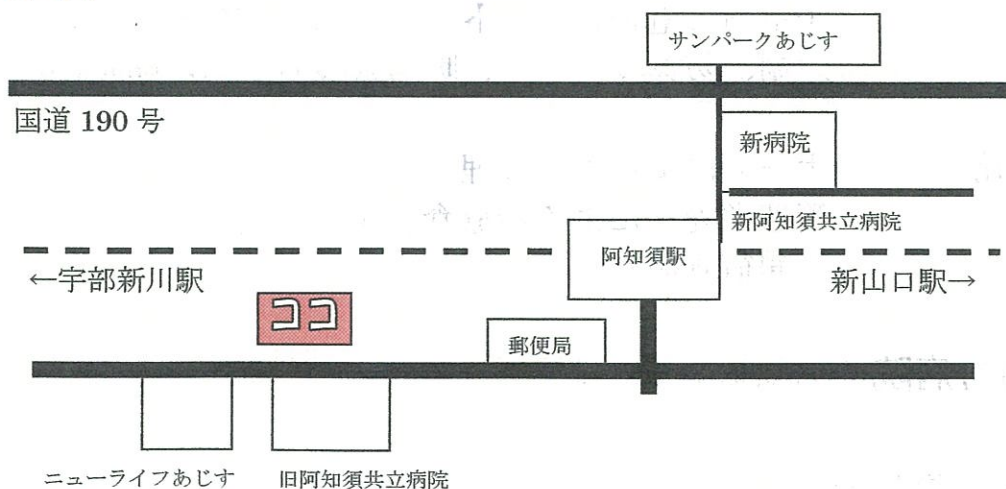 サンパークあじす
国道 190 号
新病院
新阿知須共立病院
阿知須駅
←宇部新川駅
新山口駅→
ココ
郵便局
ニューライフあじす
旧阿知須共立病院